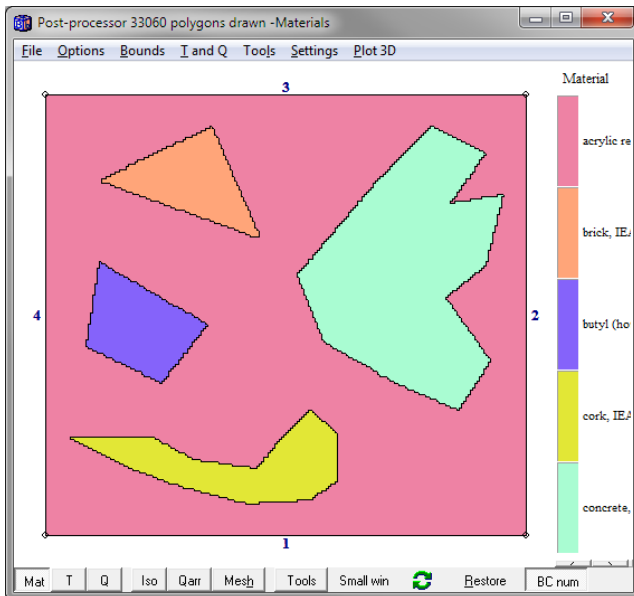 Post-processor 33060 polygons drawn -Materials
File Options Bounds T and Q Tools Settings Plot 3D
3
Material
acrylic re
brick, IEA
4
2
butyl (ho
cork, IEA
concrete,
1
Mat T Q Iso Qarr Mesh Tools Small win Restore BC num